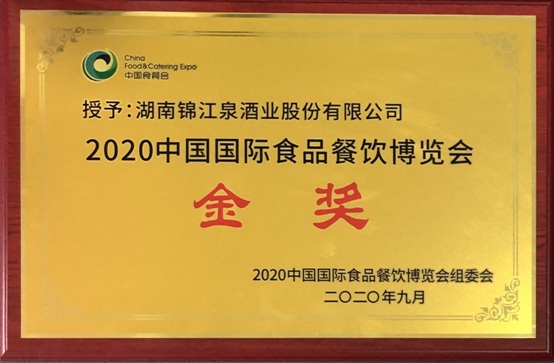 China
Food&Catering Expo
中国食餐会
授予：湖南锦江泉酒业股份有限公司
2020中国国际食品餐饮博览会
金奖
2020中国国际食品餐饮博览会组委会
二〇二〇年九月